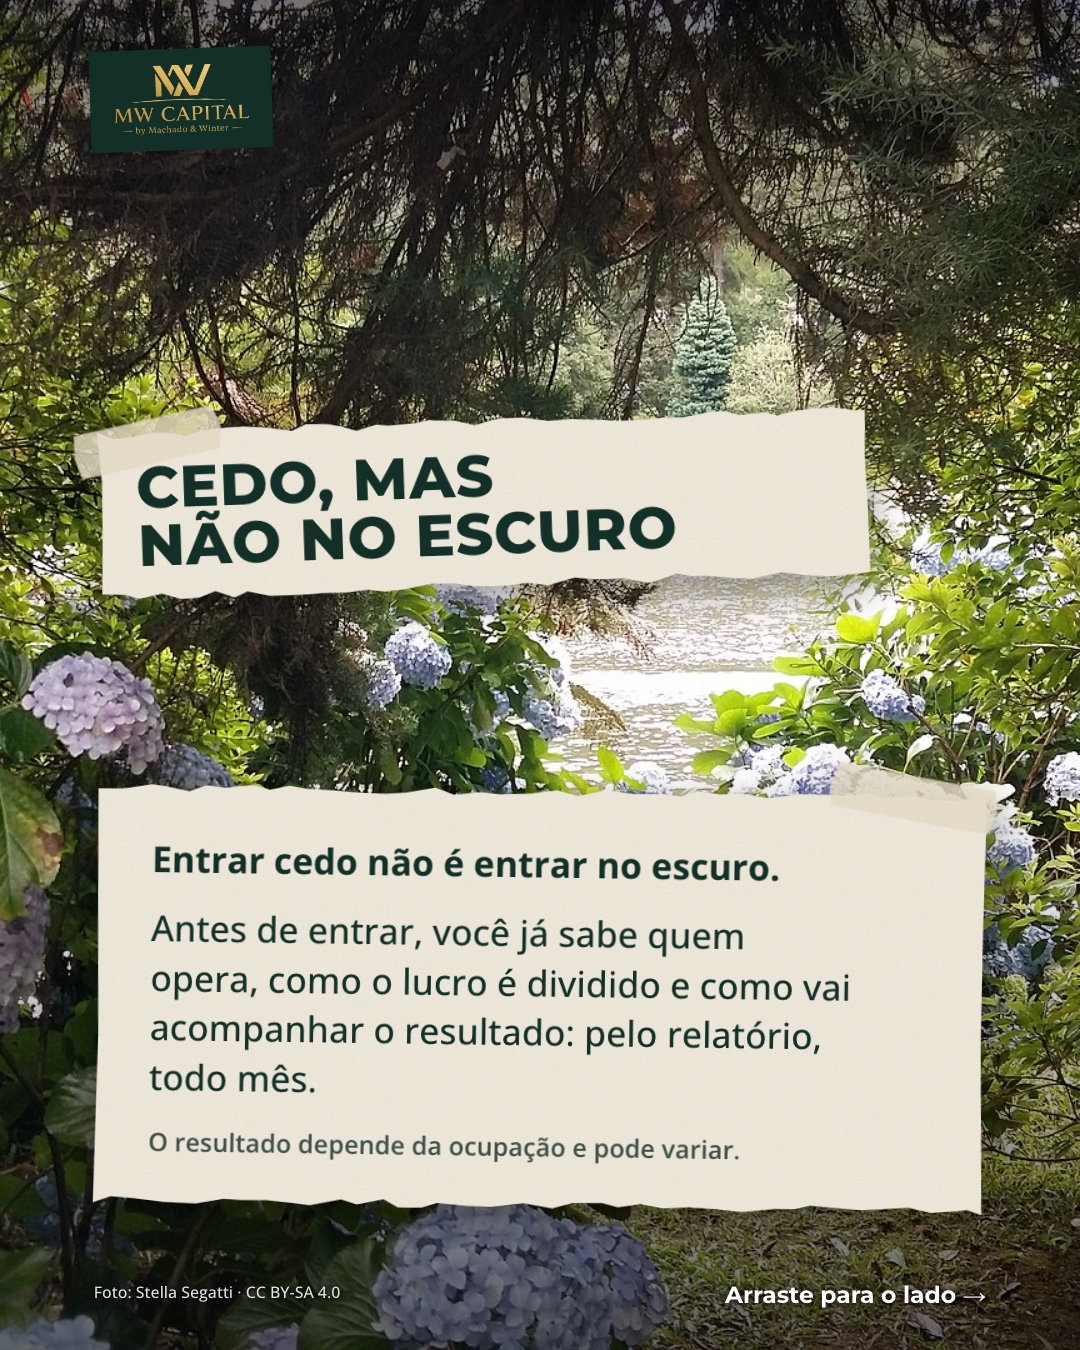 MW CAPITAL
by Machado & Winter
CEDO, MAS
NÃO NO ESCURO
Entrar cedo não é entrar no escuro.
Antes de entrar, você já sabe quem
opera, como o lucro é dividido e como vai
acompanhar o resultado: pelo relatório,
todo mês.
O resultado depende da ocupação e pode variar.
Foto: Stella Segatti · CC BY-SA 4.0
Arraste para o lado →